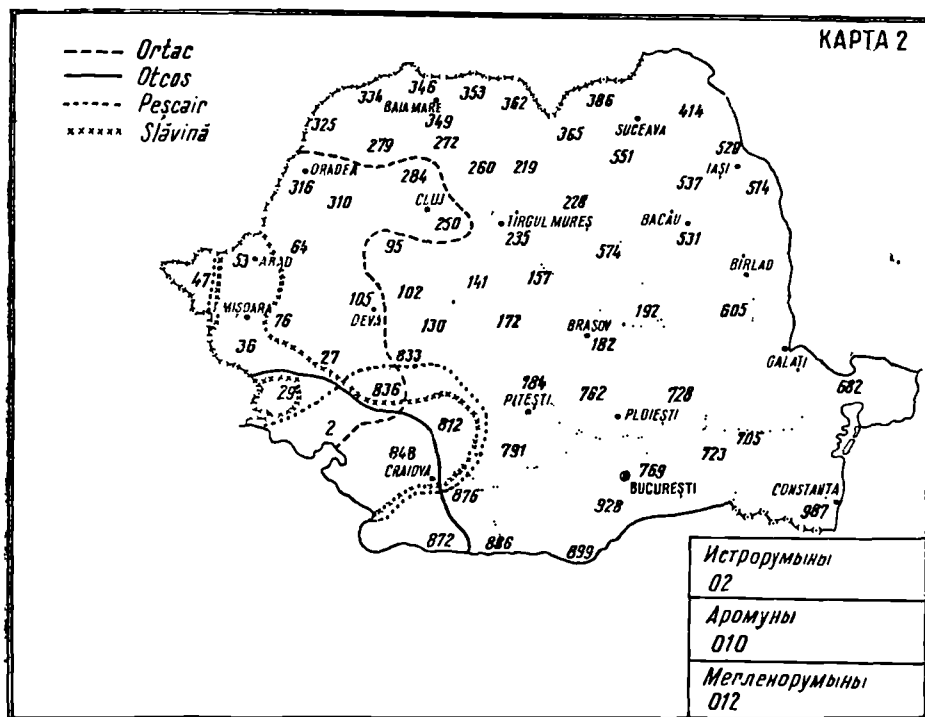 КАРТА 2
Ortac
Otcos
Peșcair
Slăvină
346 353
334 362 386
BAIA MARE
414
325 349 365 SUCEAVA
279 272 551 520
260 219 IAȘI
ORADEA 284 537 514
316 310 228
CLUJ BACĂU
250 TÎRGUL MUREȘ
235 531
64 95 574
53 ARAD BÎRLAD
47 141 157
105 102 605
MIȘOARA 76 DEVA 130 172 192
BRAȘOV
36 182
27 833 GALAȚI
682
29 836 184 762 728
PITEȘTI PLOIEȘTI
2 812 705
848 791 723
CRAIOVA 769
876 BUCUREȘTI CONSTANȚA
928 987
872 886 899
Истрорумыны
02
Аромуны
010
Мегленорумыны
012